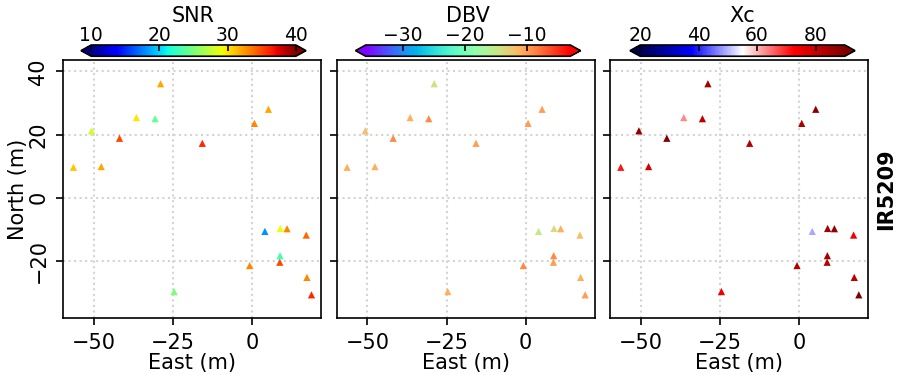 SNR DBV Xc
10 20 30 40 −30 −20 −10 20 40 60 80
40
20
0
−20
North (m)
IR5209
−50 −25 0 −50 −25 0 −50 −25 0
East (m) East (m) East (m)